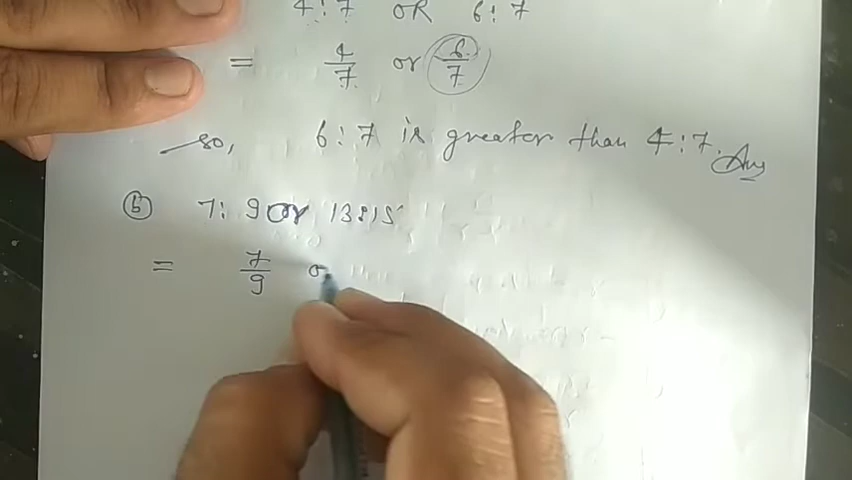 4:7 OR 6:7
= 4/7 or 6/7
so, 6:7 is greater than 4:7. Ans
(b) 7:9 or 13:15
= 7/9 o